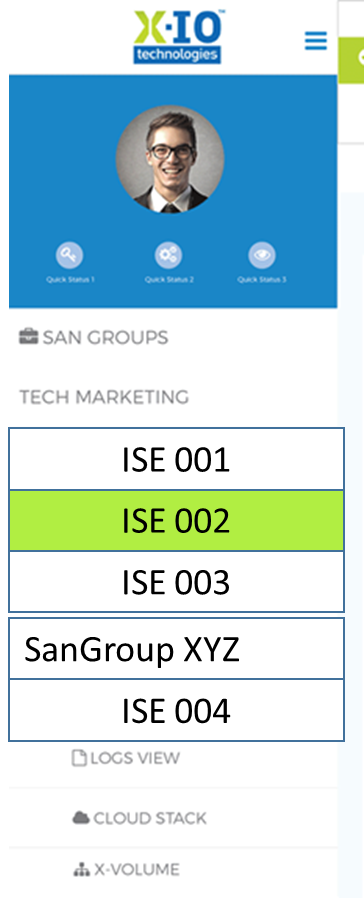 X-IO™
technologies
Quick Status 1
Quick Status 2
Quick Status 3
SAN GROUPS
TECH MARKETING
ISE 001
ISE 002
ISE 003
SanGroup XYZ
ISE 004
LOGS VIEW
CLOUD STACK
X-VOLUME